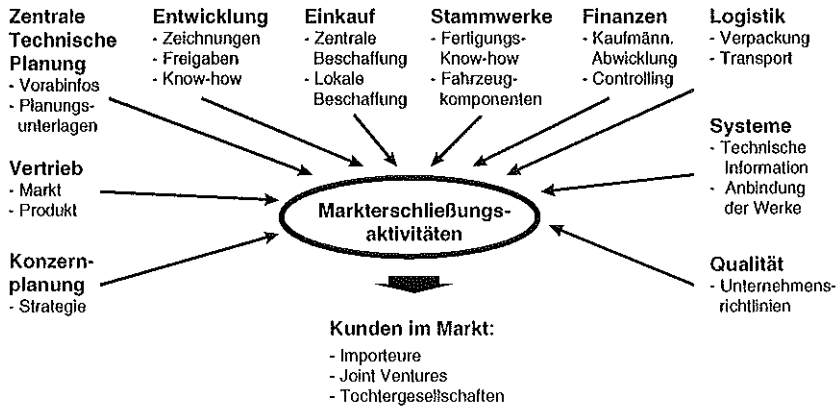 Zentrale
Technische
Planung
- Vorabinfos
- Planungs-
unterlagen
Entwicklung
- Zeichnungen
- Freigaben
- Know-how
Einkauf
- Zentrale
Beschaffung
- Lokale
Beschaffung
Stammwerke
- Fertigungs-
Know-how
- Fahrzeug-
komponenten
Finanzen
- Kaufmänn.
Abwicklung
- Controlling
Logistik
- Verpackung
- Transport
Vertrieb
- Markt
- Produkt
Systeme
- Technische
Information
- Anbindung
der Werke
Markterschließungs-
aktivitäten
Konzern-
planung
- Strategie
Qualität
- Unternehmens-
richtlinien
Kunden im Markt:
- Importeure
- Joint Ventures
- Tochtergesellschaften